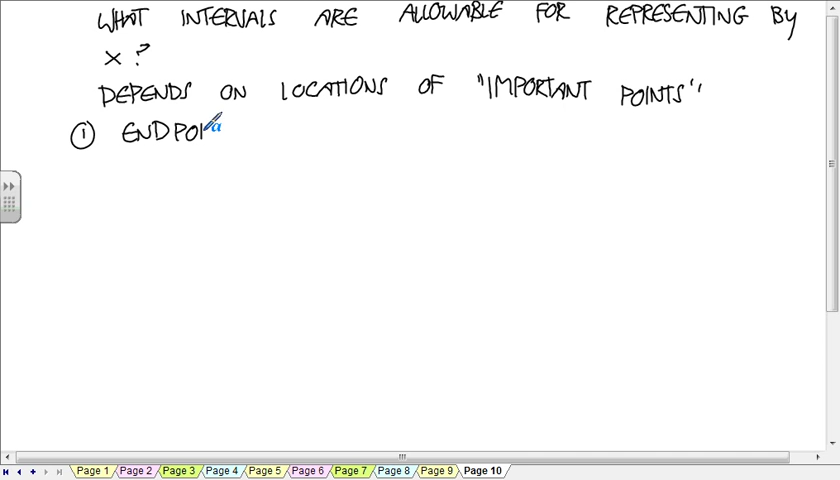 WHAT INTERVALS ARE ALLOWABLE FOR REPRESENTING BY
X ?
DEPENDS ON LOCATIONS OF "IMPORTANT POINTS"
① ENDPOI
Page 1 Page 2 Page 3 Page 4 Page 5 Page 6 Page 7 Page 8 Page 9 Page 10